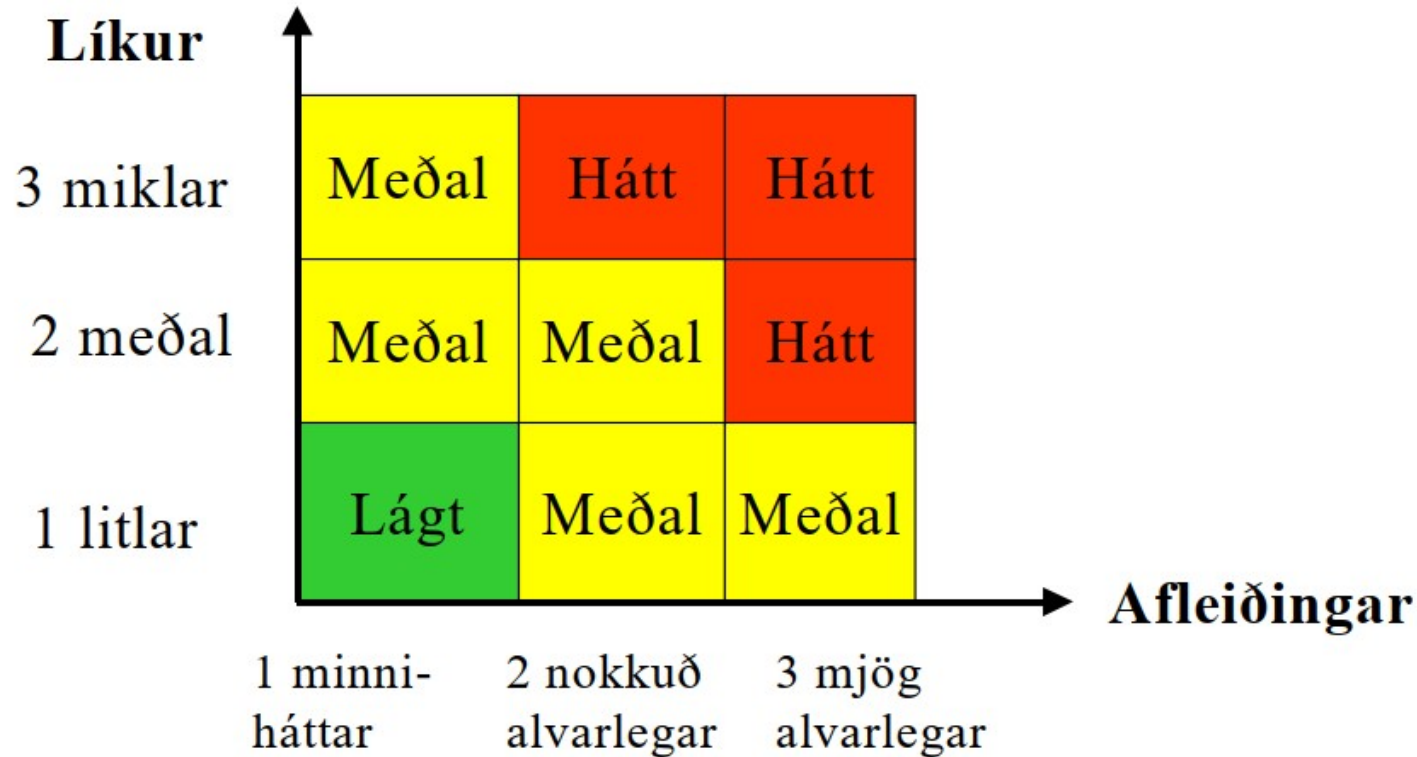 Líkur
3 miklar
Meðal
Hátt
Hátt
2 meðal
Meðal
Meðal
Hátt
1 litlar
Lágt
Meðal
Meðal
Afleiðingar
1 minni-
háttar
2 nokkuð
alvarlegar
3 mjög
alvarlegar